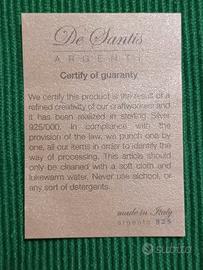 De Santis
ARGENTI
Certify of guaranty
We certify this product is the result of a
refined creativity of our craftwomen and
it has been realized in sterling Silver
925/000. In compliance with the
provision of the law, we punch one by
one, all our items in order to identify the
way of processing. This article should
only be cleaned with a soft cloth and
lukewarm water. Never use alchool, or
any sort of detergents.
made in Italy
argento 925
subito